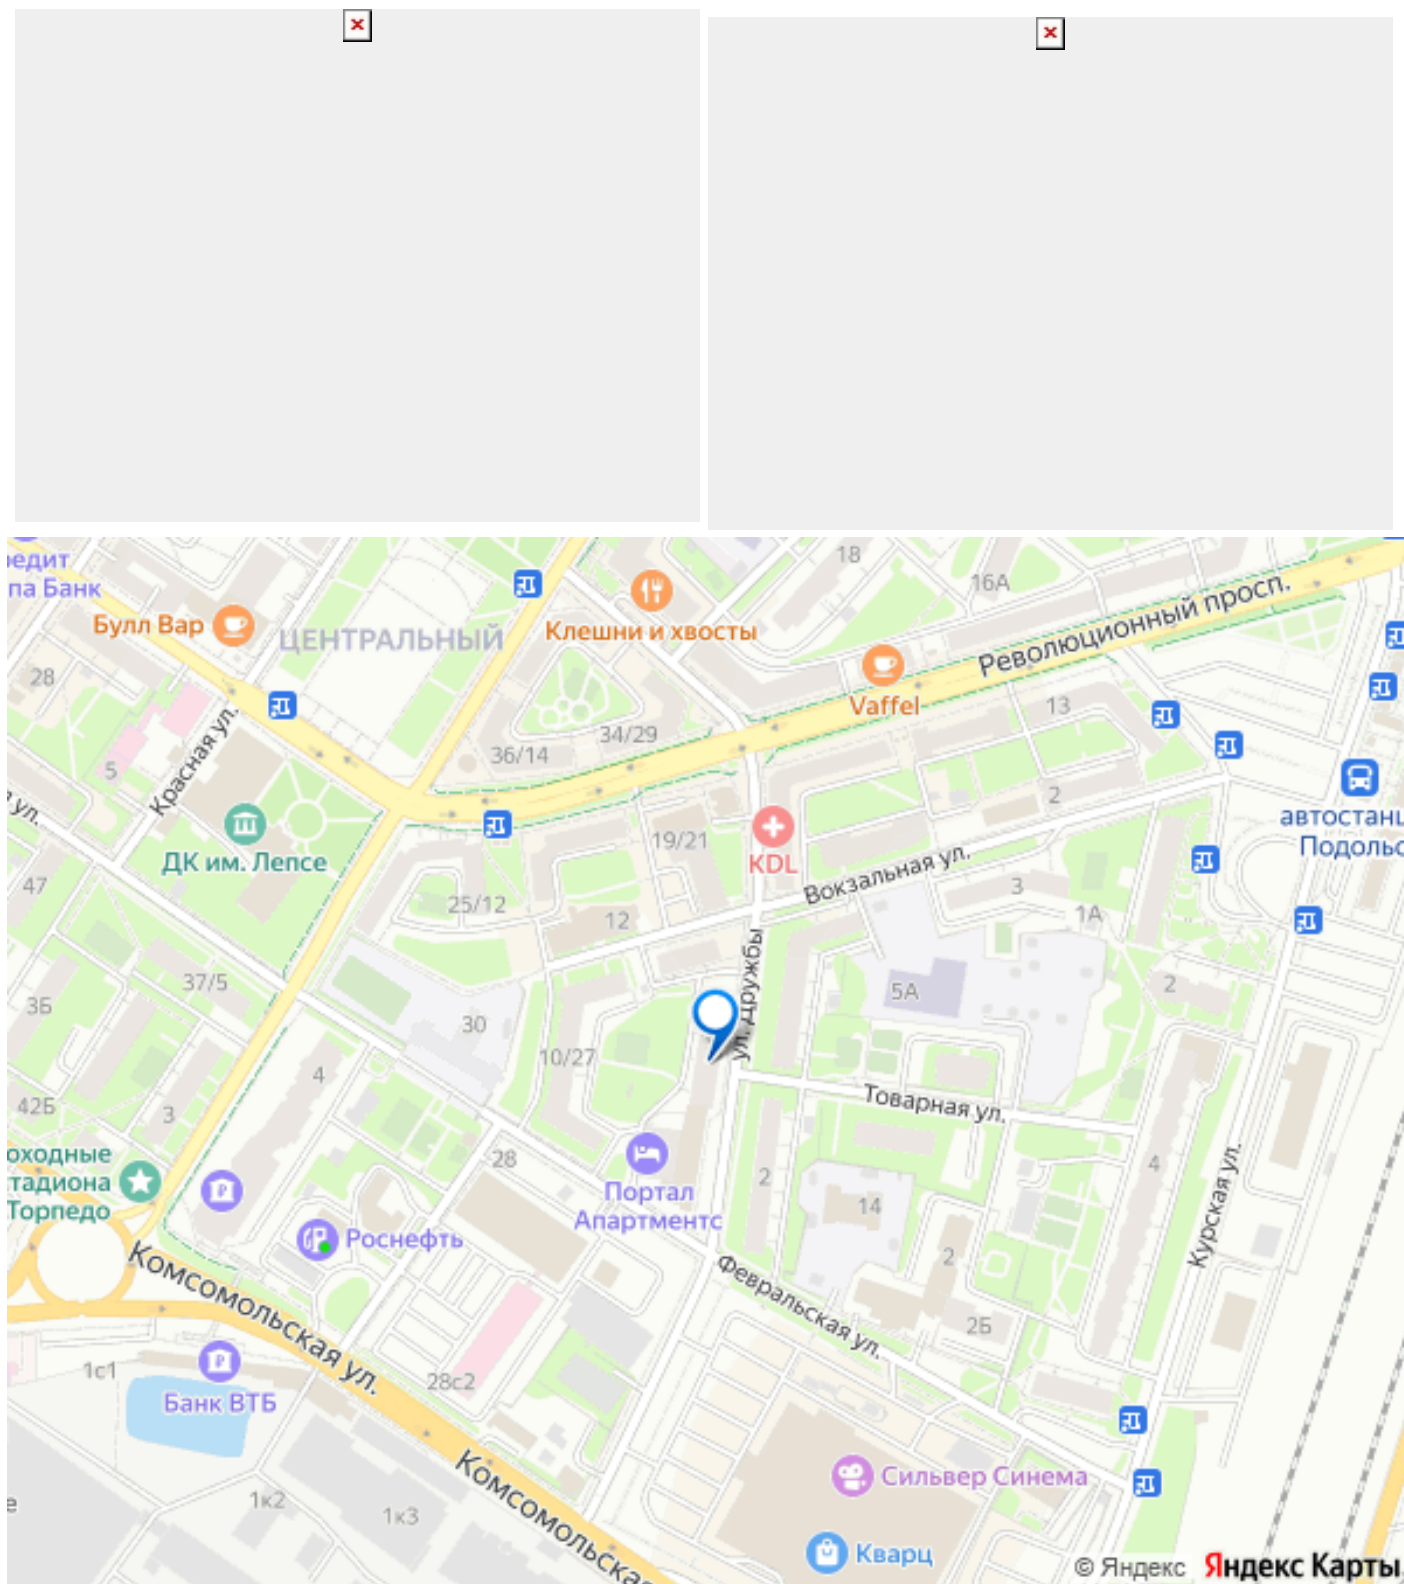 18
редит
па Банк
16А
Булл Вар
ЦЕНТРАЛЬНЫЙ
Клешни и хвосты
Революционный просп.
28
Vaffel
13
34/29
36/14
Красная ул.
5
2
а ул.
автостанц
Подольс
19/21
KDL
ДК им. Лепсе
Вокзальная ул.
47
25/12
3
12
1А
ул. Дружбы
37/5
2
5А
36
30
10/27
4
Товарная ул.
42Б
3
оходные
стадиона
Торпедо
28
4
2
Портал
Апартментс
14
Курская ул.
Роснефть
2
Комсомольская ул.
Февральская ул.
2Б
1с1
28с2
Банк ВТБ
Комсомольская
Сильвер Синема
1к2
1к3
е
Кварц
© Яндекс Яндекс Карты